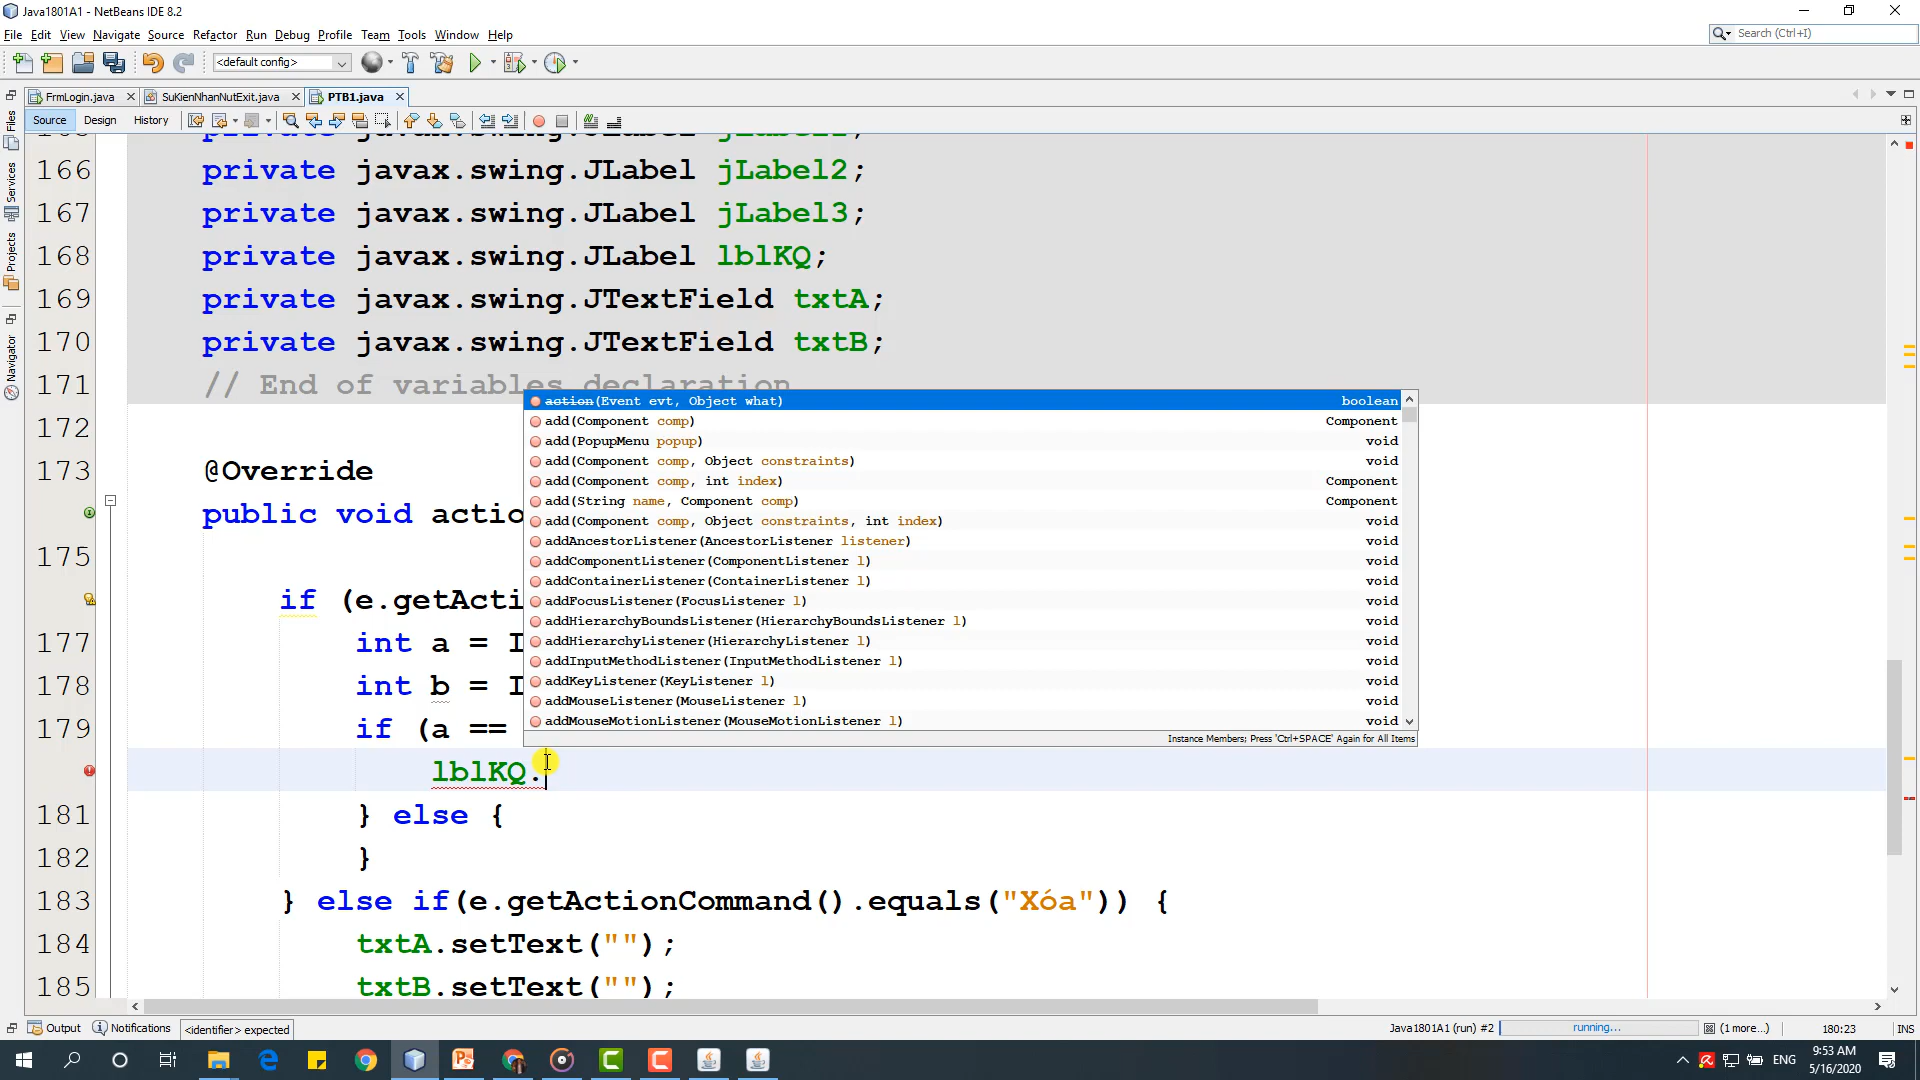 Java1801A1 - NetBeans IDE 8.2
File Edit View Navigate Source Refactor Run Debug Profile Team Tools Window Help
Search (Ctrl+I)
<default config>
FrmLogin.java SuKienNhanNutExit.java PTB1.java
Source Design History
Files
Services
Projects
Navigator
166 private javax.swing.JLabel jLabel2;
167 private javax.swing.JLabel jLabel3;
168 private javax.swing.JLabel lblKQ;
169 private javax.swing.JTextField txtA;
170 private javax.swing.JTextField txtB;
171 // End of variables declaration
172
173 @Override
public void actio
175
if (e.getActi
177 int a = I
178 int b = I
179 if (a ==
lblKQ.
181 } else {
182 }
183 } else if(e.getActionCommand().equals("Xóa")) {
184 txtA.setText("");
185 txtB.setText("");
action(Event evt, Object what) boolean
add(Component comp) Component
add(PopupMenu popup) void
add(Component comp, Object constraints) void
add(Component comp, int index) Component
add(String name, Component comp) Component
add(Component comp, Object constraints, int index) void
addAncestorListener(AncestorListener listener) void
addComponentListener(ComponentListener l) void
addContainerListener(ContainerListener l) void
addFocusListener(FocusListener l) void
addHierarchyBoundsListener(HierarchyBoundsListener l) void
addHierarchyListener(HierarchyListener l) void
addInputMethodListener(InputMethodListener l) void
addKeyListener(KeyListener l) void
addMouseListener(MouseListener l) void
addMouseMotionListener(MouseMotionListener l) void
Instance Members; Press 'Ctrl+SPACE' Again for All Items
Output Notifications <identifier> expected
Java1801A1 (run) #2 running... (1 more...) 180:23 INS
ENG
9:53 AM
5/16/2020